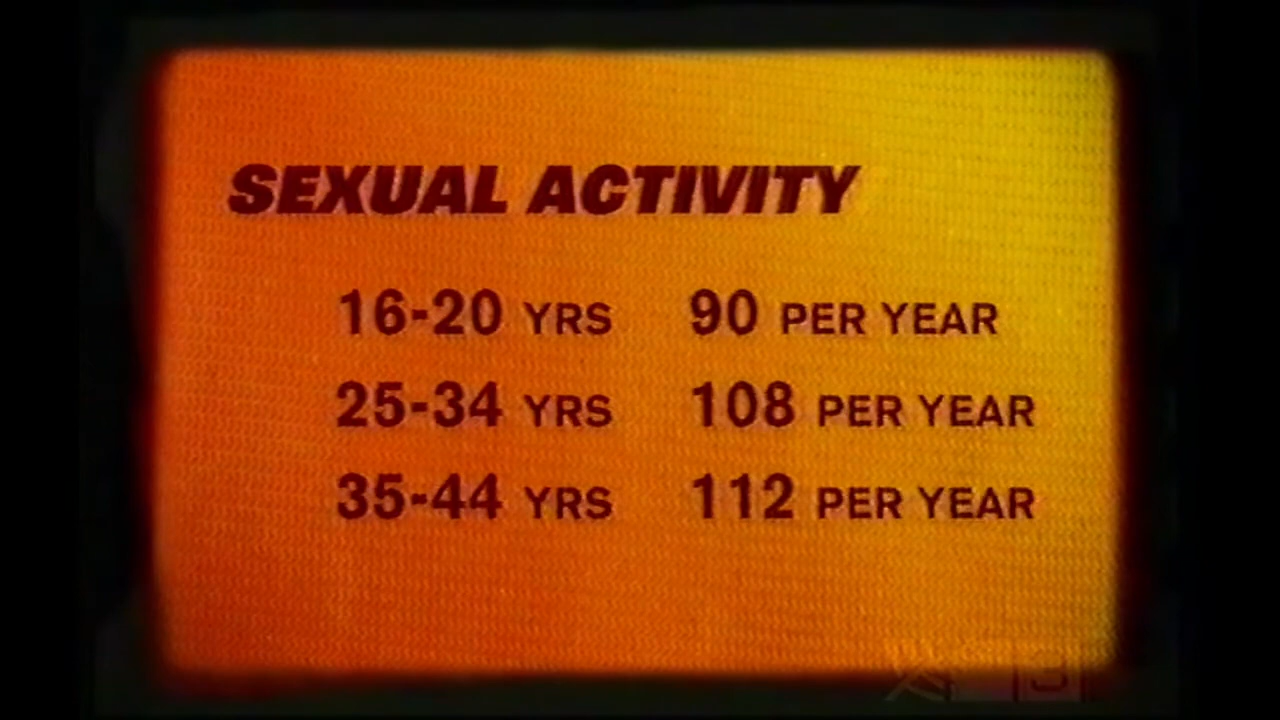 SEXUAL ACTIVITY
16-20 YRS 90 PER YEAR
25-34 YRS 108 PER YEAR
35-44 YRS 112 PER YEAR